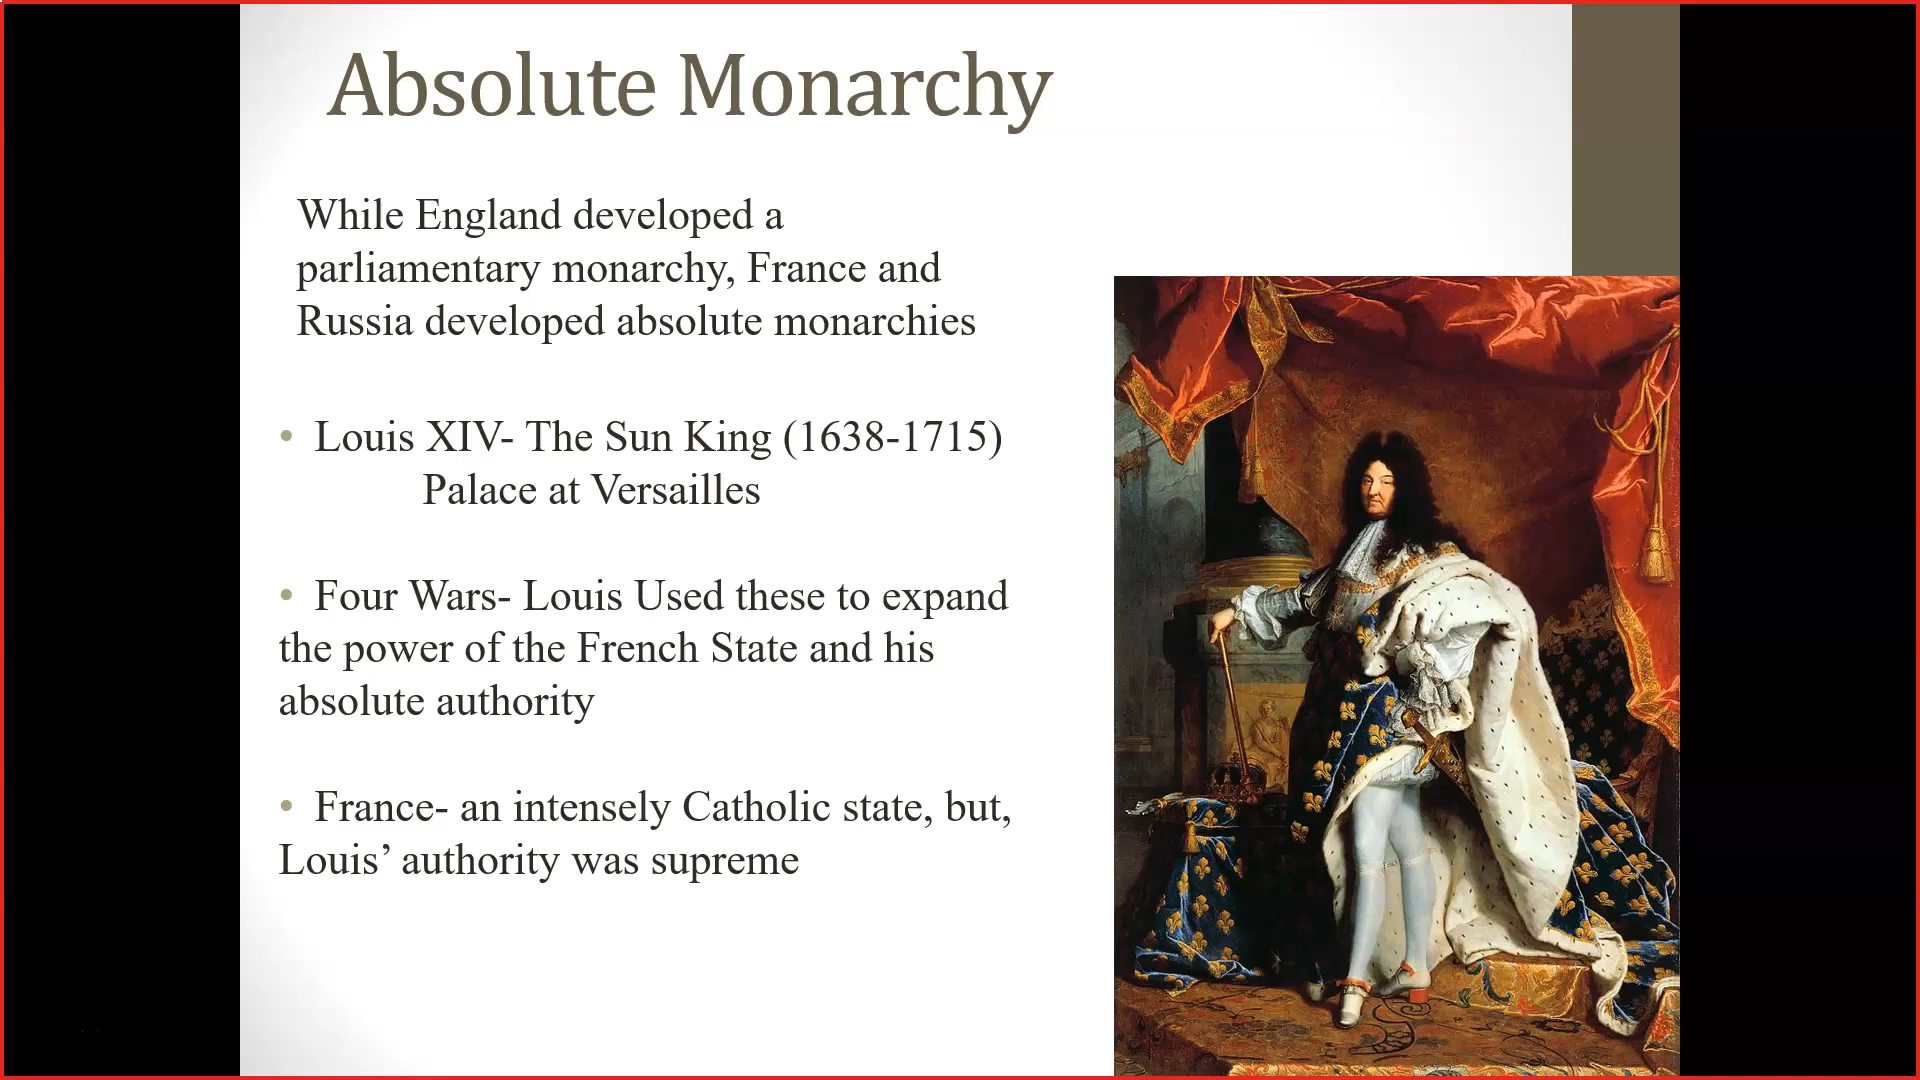 Absolute Monarchy
While England developed a
parliamentary monarchy, France and
Russia developed absolute monarchies
• Louis XIV- The Sun King (1638-1715)
Palace at Versailles
• Four Wars- Louis Used these to expand
the power of the French State and his
absolute authority
• France- an intensely Catholic state, but,
Louis’ authority was supreme